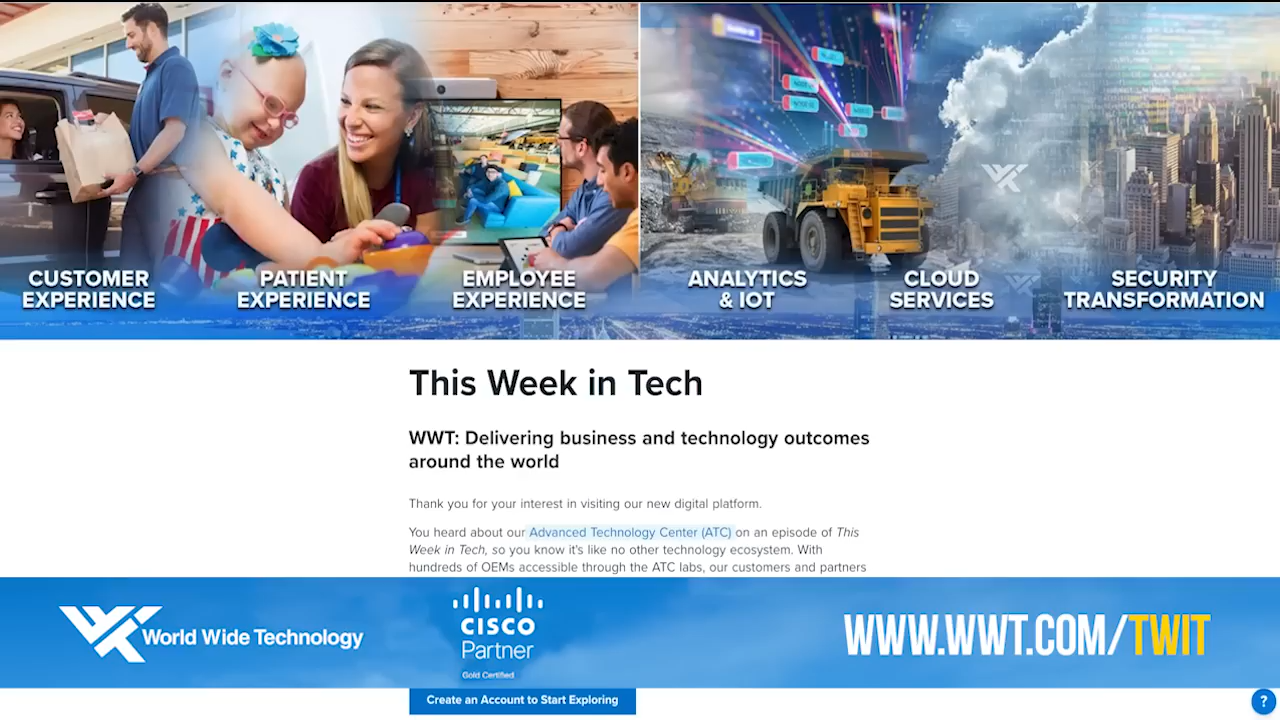 CUSTOMER
EXPERIENCE
PATIENT
EXPERIENCE
EMPLOYEE
EXPERIENCE
ANALYTICS
& IOT
CLOUD
SERVICES
SECURITY
TRANSFORMATION
This Week in Tech
WWT: Delivering business and technology outcomes
around the world
Thank you for your interest in visiting our new digital platform.
You heard about our Advanced Technology Center (ATC) on an episode of This
Week in Tech, so you know it's like no other technology ecosystem. With
hundreds of OEMs accessible through the ATC labs, our customers and partners
World Wide Technology
CISCO
Partner
Gold Certified
WWW.WWT.COM/TWIT
Create an Account to Start Exploring
?